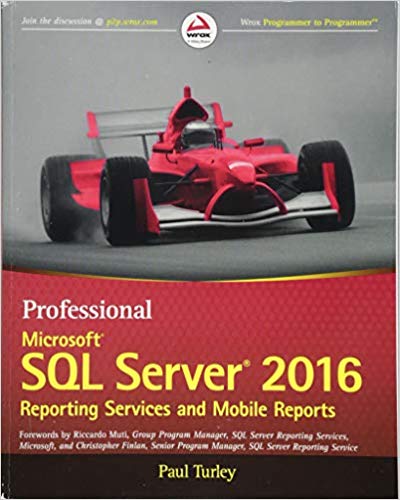 Join the discussion @ p2p.wrox.com
wrox
A Wiley Brand
Wrox Programmer to Programmer™
Professional
Microsoft®
SQL Server® 2016
Reporting Services and Mobile Reports
Forewords by Riccardo Muti, Group Program Manager, SQL Server Reporting Services,
Microsoft, and Christopher Finlan, Senior Program Manager, SQL Server Reporting Service
Paul Turley